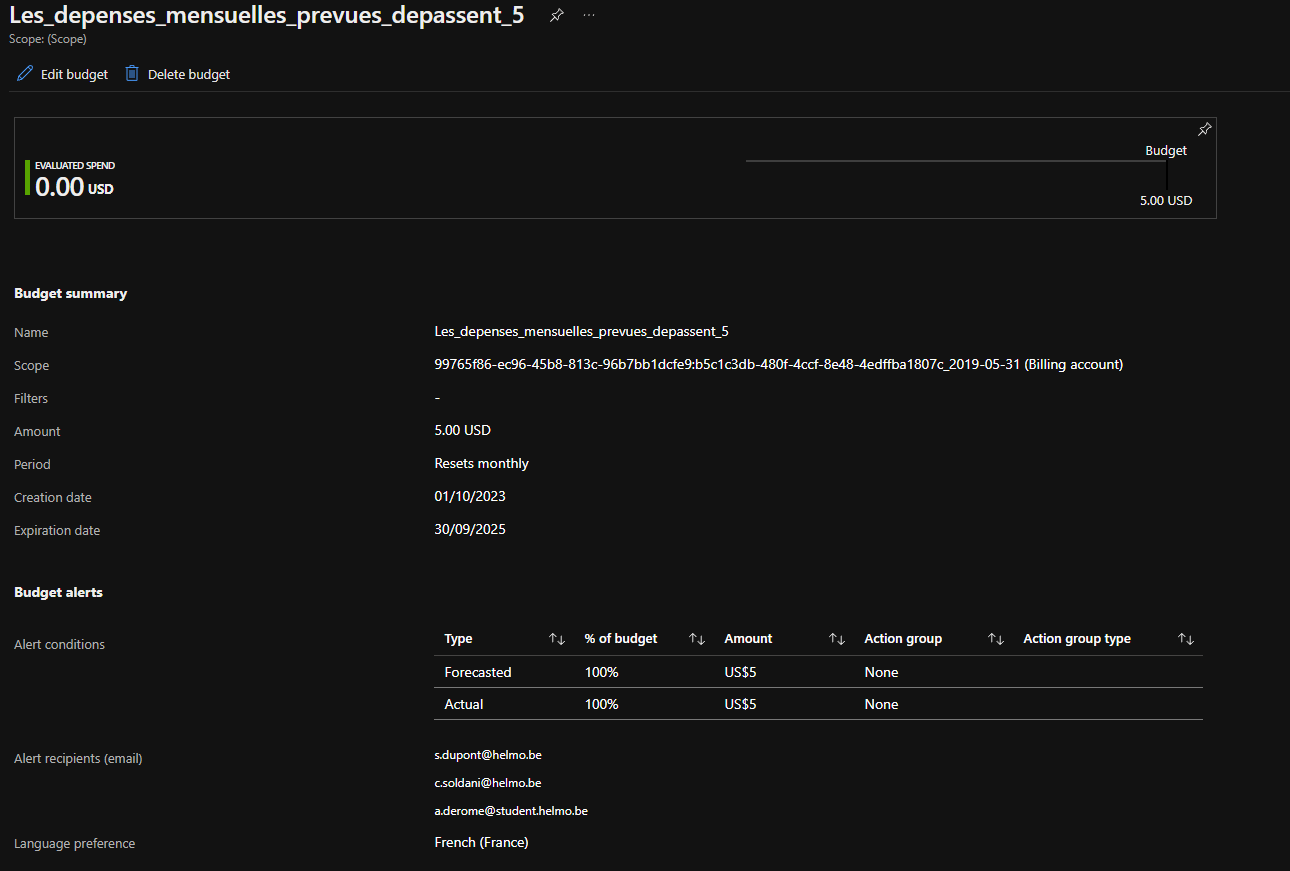 Les_depenses_mensuelles_prevues_depassent_5
Scope: (Scope)
Edit budget Delete budget
Budget
EVALUATED SPEND
0.00 USD
5.00 USD
Budget summary
Name Les_depenses_mensuelles_prevues_depassent_5
Scope 99765f86-ec96-45b8-813c-96b7bb1dcfe9:b5c1c3db-480f-4ccf-8e48-4edffba1807c_2019-05-31 (Billing account)
Filters -
Amount 5.00 USD
Period Resets monthly
Creation date 01/10/2023
Expiration date 30/09/2025
Budget alerts
Alert conditions
Type % of budget Amount Action group Action group type
Forecasted 100% US$5 None
Actual 100% US$5 None
Alert recipients (email) s.dupont@helmo.be
c.soldani@helmo.be
a.derome@student.helmo.be
Language preference French (France)